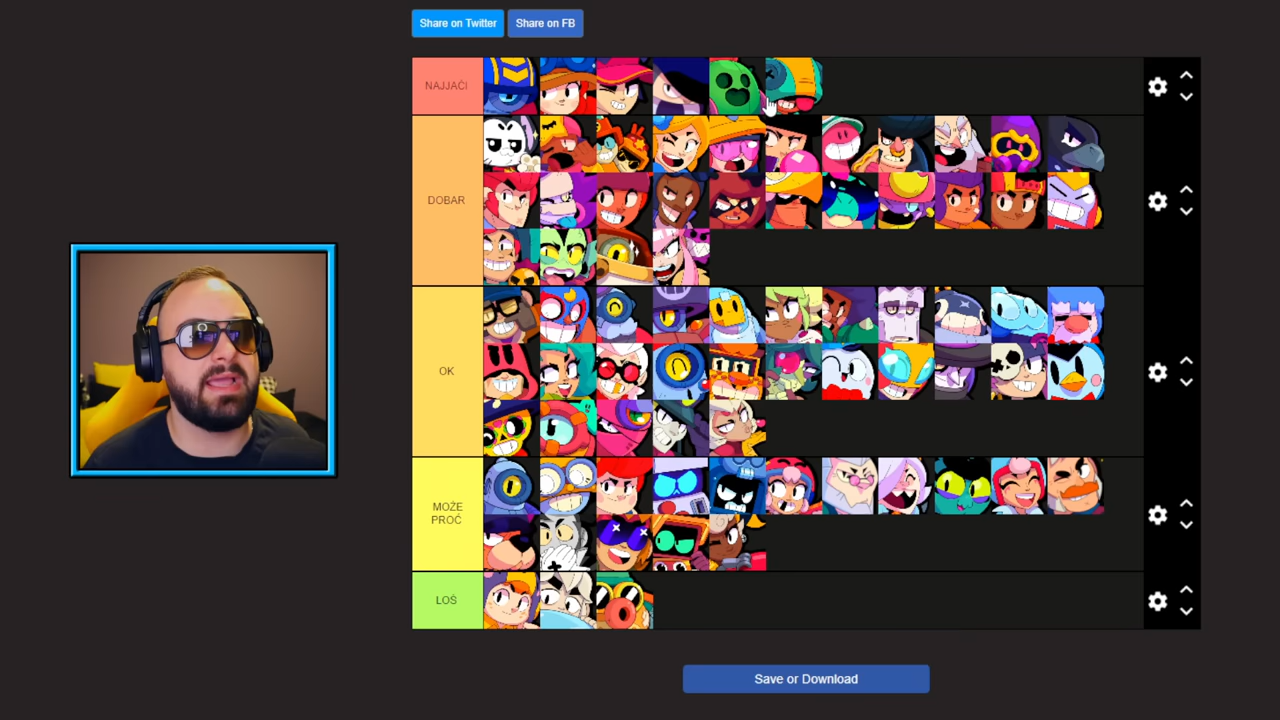 Share on Twitter Share on FB
NAJJAČI
DOBAR
OK
MOŽE
PROĆ
LOŠ
Save or Download